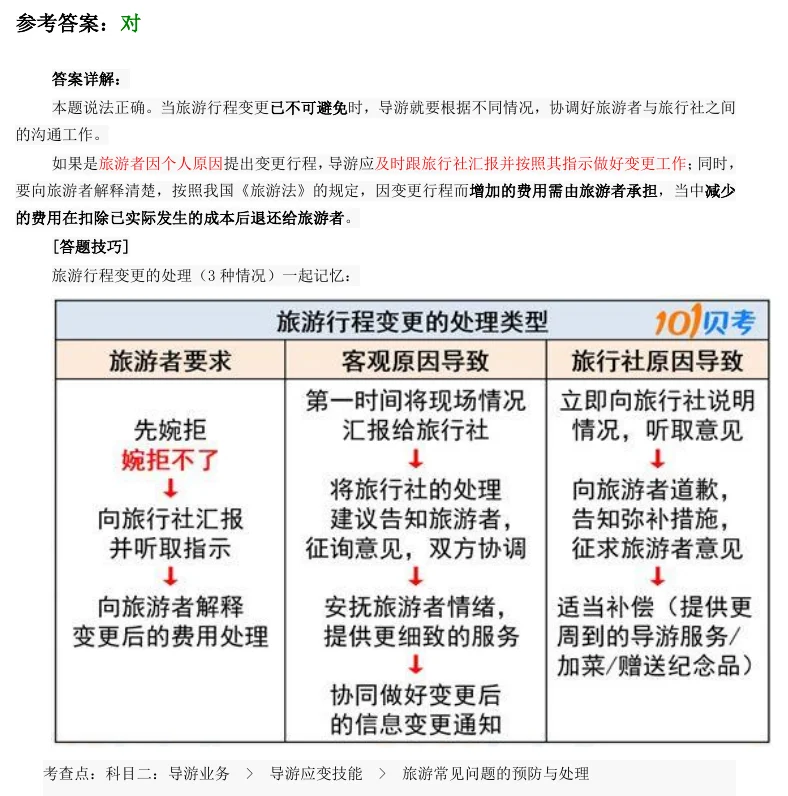 参考答案：对
答案详解：
本题说法正确。当旅游行程变更已不可避免时，导游就要根据不同情况，协调好旅游者与旅行社之间
的沟通工作。
如果是旅游者因个人原因提出变更行程，导游应及时跟旅行社汇报并按照其指示做好变更工作；同时，
要向旅游者解释清楚，按照我国《旅游法》的规定，因变更行程而增加的费用需由旅游者承担，当中减少
的费用在扣除已实际发生的成本后退还给旅游者。
[答题技巧]
旅游行程变更的处理（3 种情况）一起记忆：
旅游行程变更的处理类型
101贝考
旅游者要求
先婉拒
婉拒不了
↓
向旅行社汇报
并听取指示
↓
向旅游者解释
变更后的费用处理
客观原因导致
第一时间将现场情况
汇报给旅行社
↓
将旅行社的处理
建议告知旅游者，
征询意见，双方协调
↓
安抚旅游者情绪，
提供更细致的服务
↓
协同做好变更后
的信息变更通知
旅行社原因导致
立即向旅行社说明
情况，听取意见
↓
向旅游者道歉，
告知弥补措施，
征求旅游者意见
↓
适当补偿（提供更
周到的导游服务/
加菜/赠送纪念品）
考查点：科目二：导游业务 > 导游应变技能 > 旅游常见问题的预防与处理